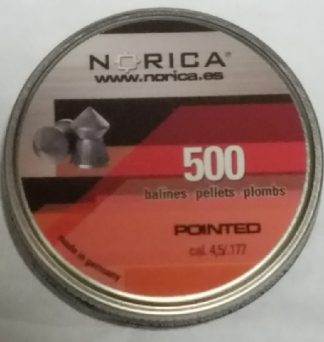 NORICA®
www.norica.es
500
balines · pellets · plombs
POINTED
cal. 4,5/.177
made in germany